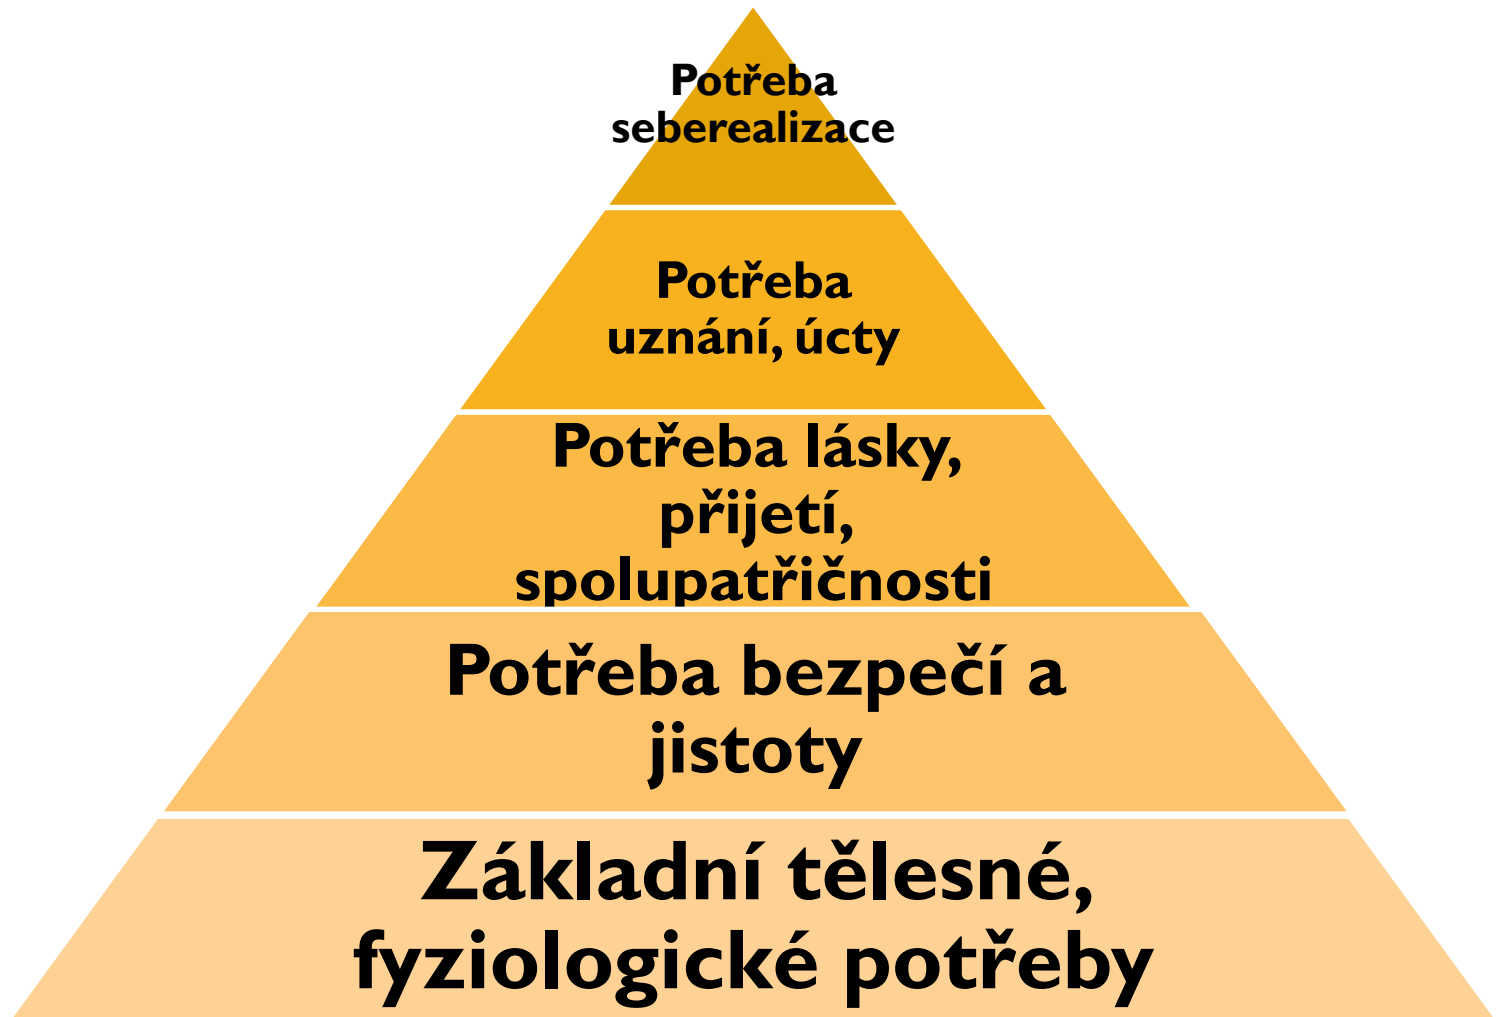 Potřeba
seberealizace
Potřeba
uznání, úcty
Potřeba lásky,
přijetí,
spolupatřičnosti
Potřeba bezpečí a
jistoty
Základní tělesné,
fyziologické potřeby